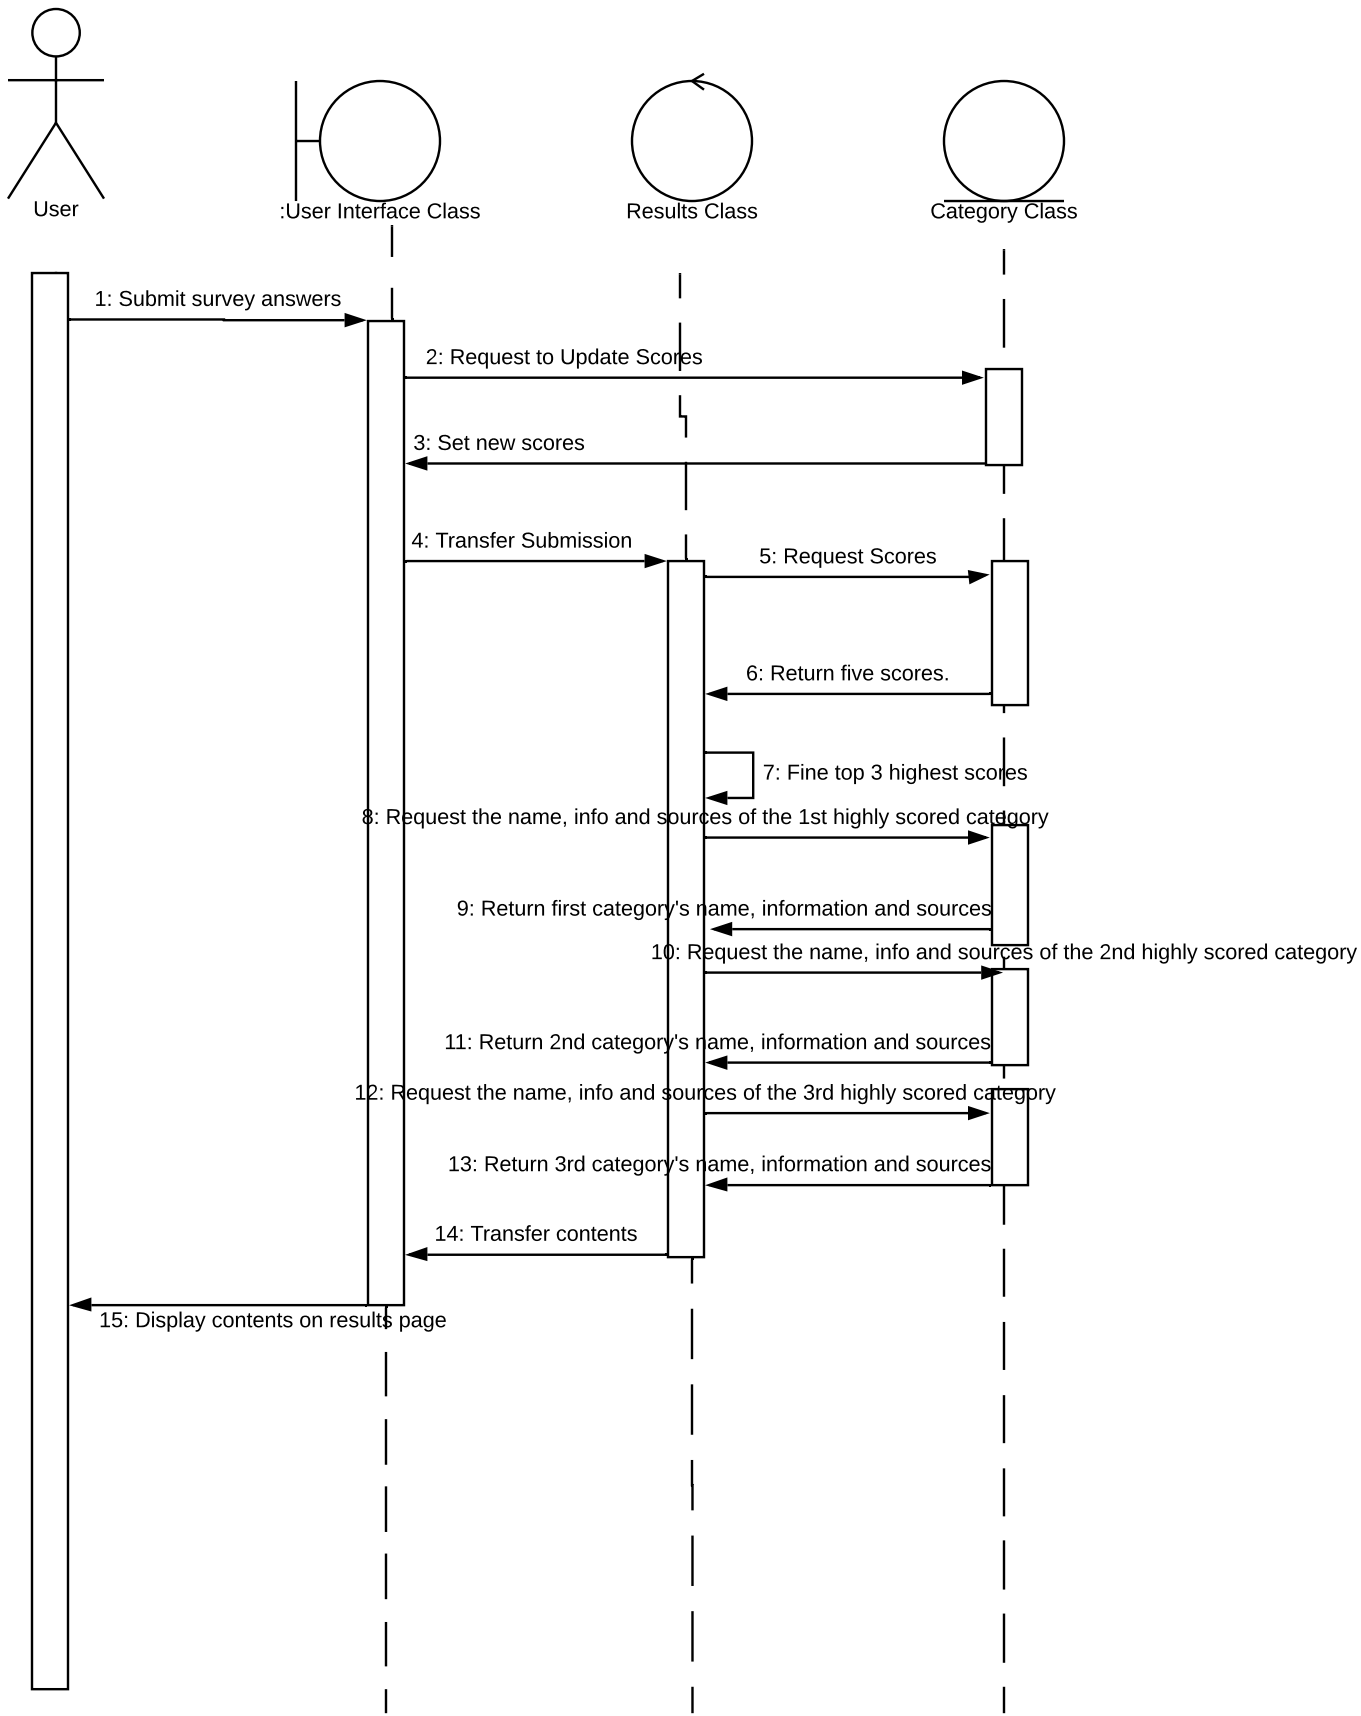 User
:User Interface Class
Results Class
Category Class
1: Submit survey answers
2: Request to Update Scores
3: Set new scores
4: Transfer Submission
5: Request Scores
6: Return five scores.
7: Fine top 3 highest scores
8: Request the name, info and sources of the 1st highly scored category
9: Return first category's name, information and sources
10: Request the name, info and sources of the 2nd highly scored category
11: Return 2nd category's name, information and sources
12: Request the name, info and sources of the 3rd highly scored category
13: Return 3rd category's name, information and sources
14: Transfer contents
15: Display contents on results page